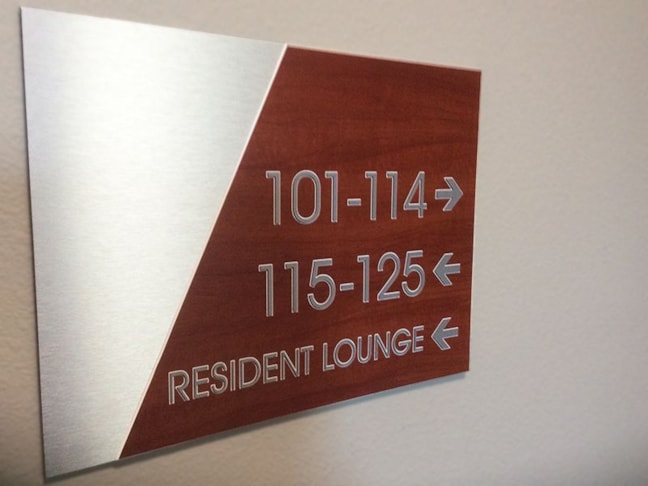 101-114 →
115-125 ←
RESIDENT LOUNGE ←